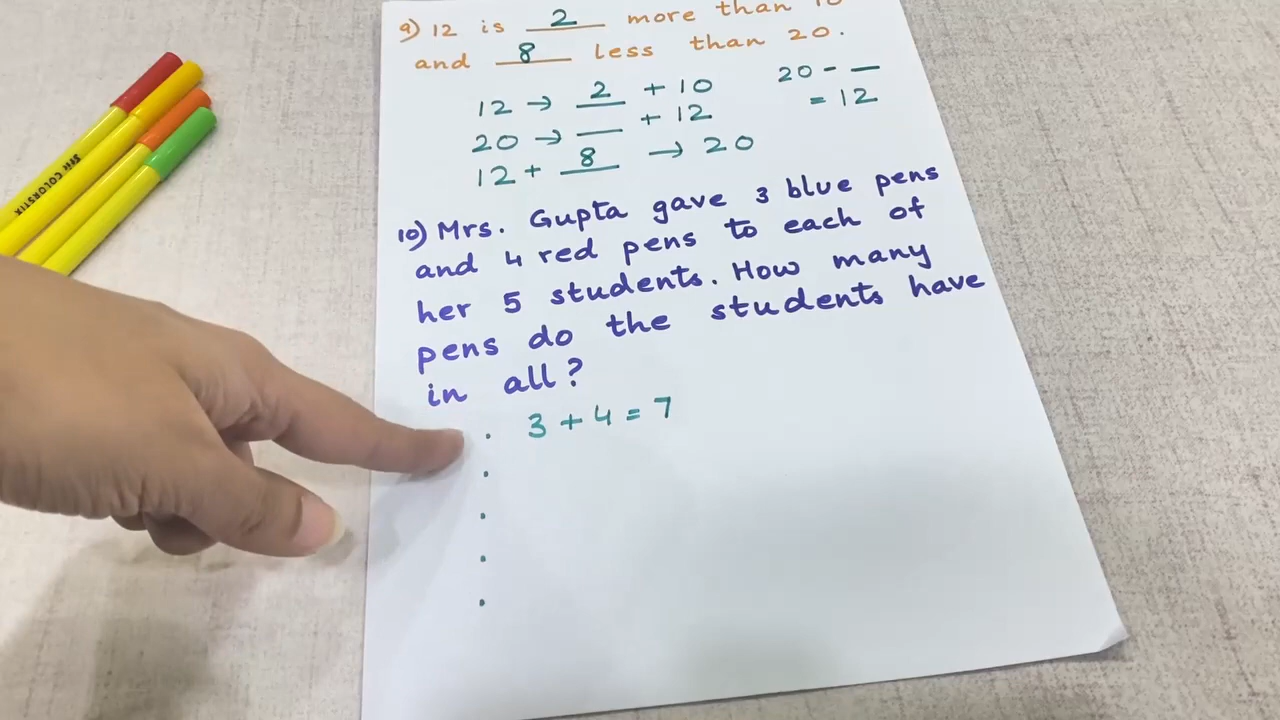 9) 12 is 2 more than 10
and 8 less than 20.
12 → 2 + 10
20 → __ + 12
12 + 8 → 20
20 - __
= 12
10) Mrs. Gupta gave 3 blue pens
and 4 red pens to each of
her 5 students. How many
pens do the students have
in all?
3 + 4 = 7
COLORSTIX